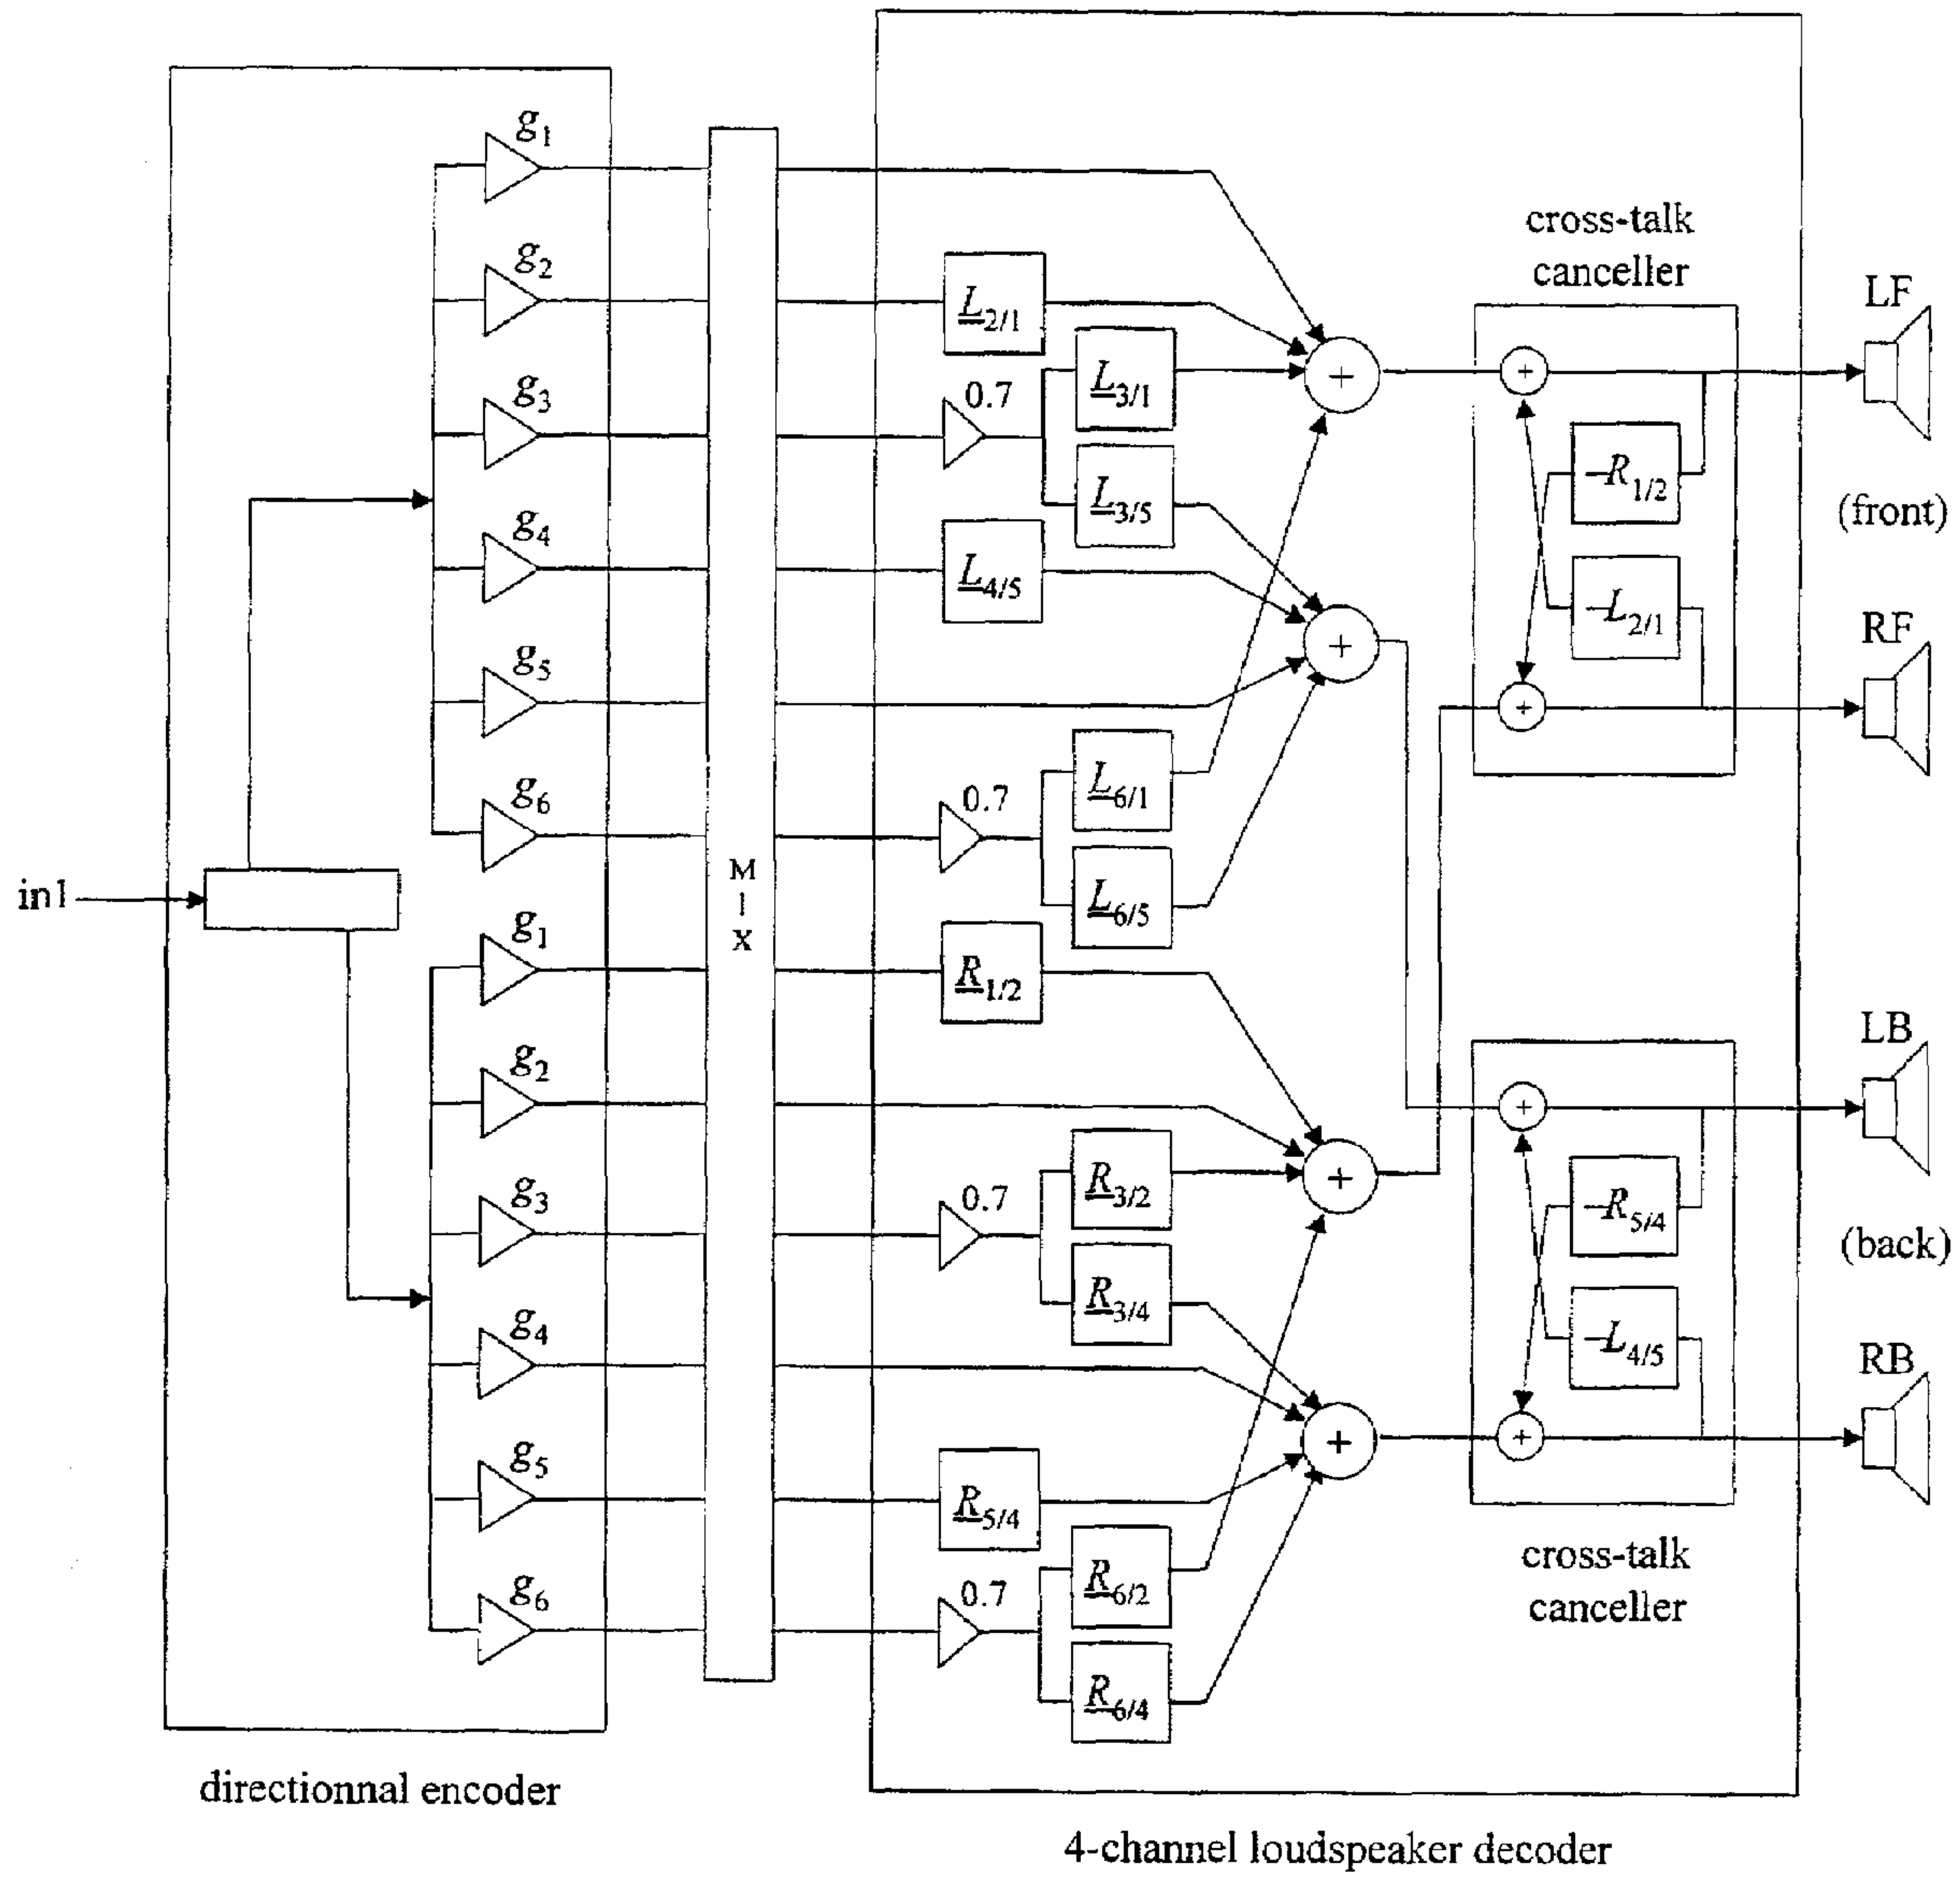 g1
g2
g3
g4
g5
g6
in1
g1
g2
g3
g4
g5
g6
directionnal encoder
M
I
X
L2/1
0.7
L3/1
L3/5
L4/5
0.7
L6/1
L6/5
R1/2
0.7
R3/2
R3/4
R5/4
0.7
R6/2
R6/4
+
+
+
+
cross-talk
canceller
+
–R1/2
–L2/1
+
+
–R5/4
–L4/5
+
cross-talk
canceller
LF
(front)
RF
LB
(back)
RB
4-channel loudspeaker decoder